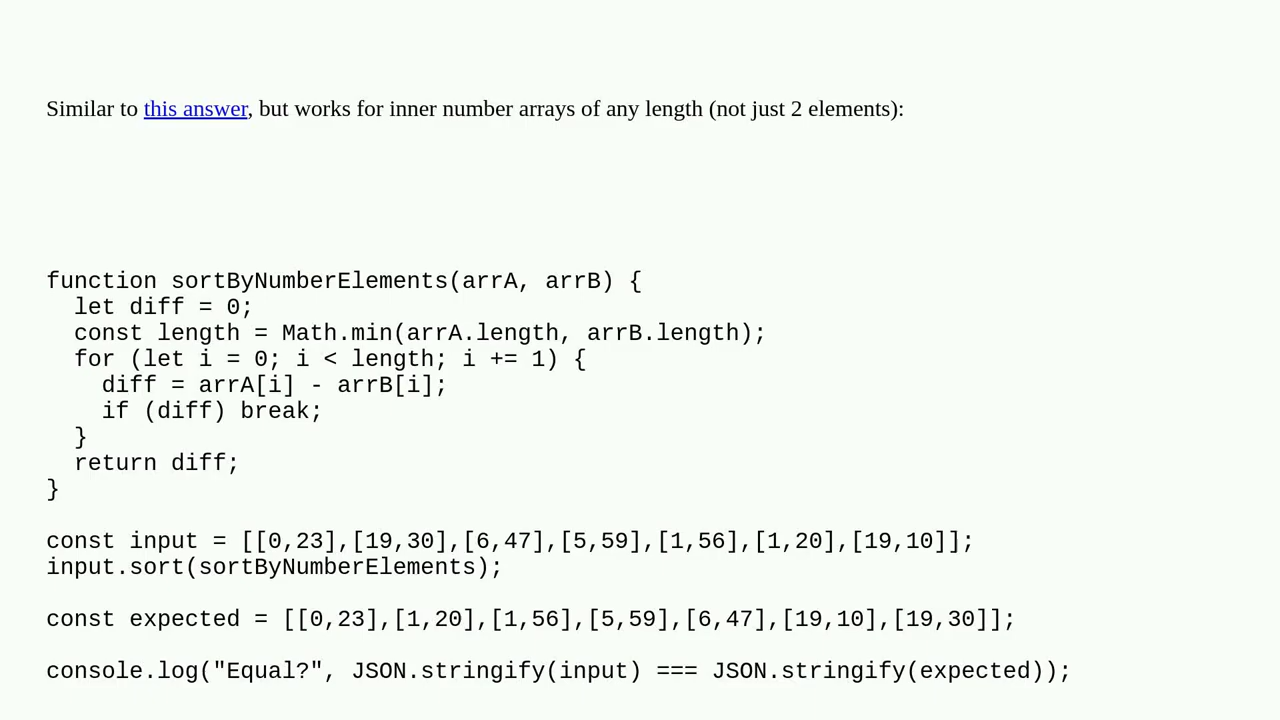 Similar to this answer, but works for inner number arrays of any length (not just 2 elements):
function sortByNumberElements(arrA, arrB) {
  let diff = 0;
  const length = Math.min(arrA.length, arrB.length);
  for (let i = 0; i < length; i += 1) {
    diff = arrA[i] - arrB[i];
    if (diff) break;
  }
  return diff;
}
const input = [[0,23],[19,30],[6,47],[5,59],[1,56],[1,20],[19,10]];
input.sort(sortByNumberElements);
const expected = [[0,23],[1,20],[1,56],[5,59],[6,47],[19,10],[19,30]];
console.log("Equal?", JSON.stringify(input) === JSON.stringify(expected));